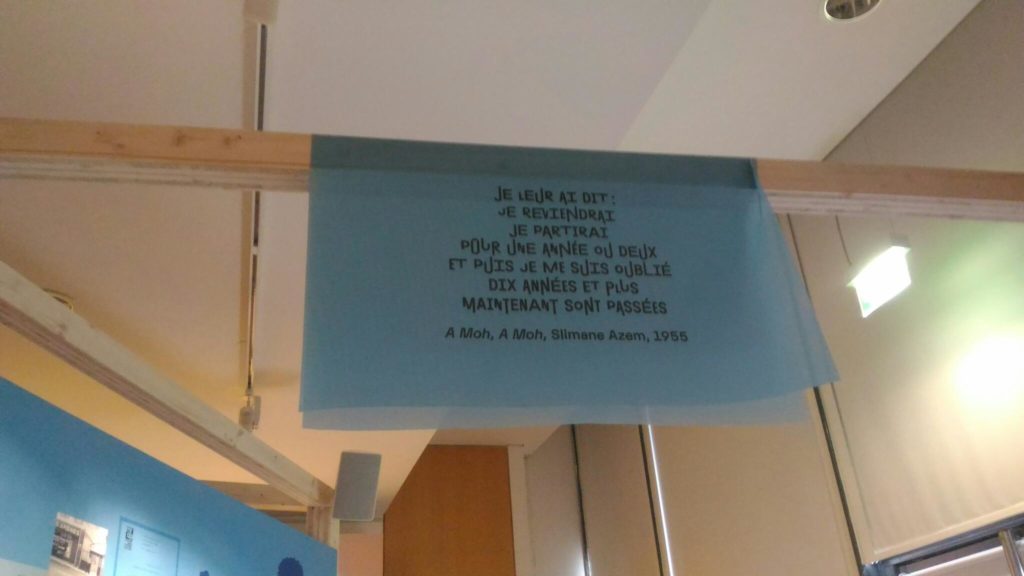 JE LEUR AI DIT :
JE REVIENDRAI
JE PARTIRAI
POUR UNE ANNÉE OU DEUX
ET PUIS JE ME SUIS OUBLIÉ
DIX ANNÉES ET PLUS
MAINTENANT SONT PASSÉES
A Moh, A Moh, Slimane Azem, 1955